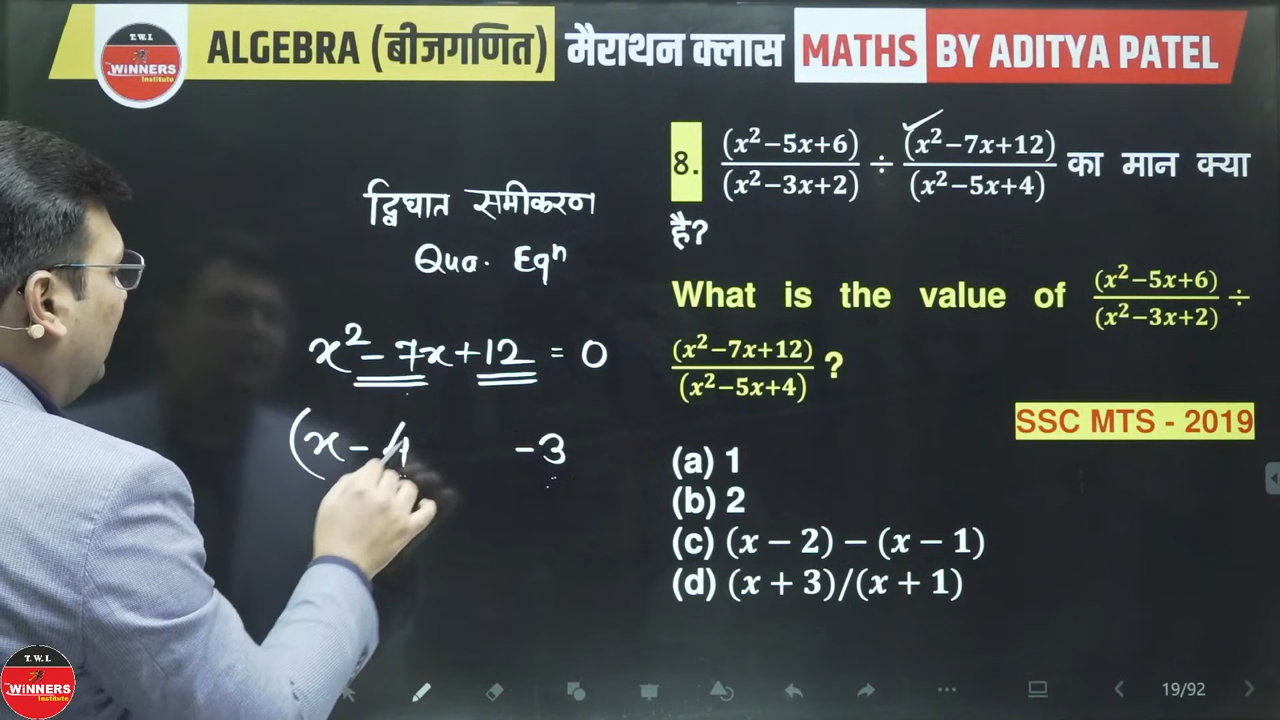 T.W.I.
The WiNNERS Institute
ALGEBRA (बीजगणित) मैराथन क्लास MATHS BY ADITYA PATEL
द्विघात समीकरण
Qua. Eqⁿ
x² - 7x + 12 = 0
(x - 4 -3
8. (x²−5x+6)/(x²−3x+2) ÷ (x²−7x+12)/(x²−5x+4) का मान क्या
है?
What is the value of (x²−5x+6)/(x²−3x+2) ÷
(x²−7x+12)/(x²−5x+4) ?
SSC MTS - 2019
(a) 1
(b) 2
(c) (x − 2) − (x − 1)
(d) (x + 3)/(x + 1)
T.W.I.
The WiNNERS Institute
19/92